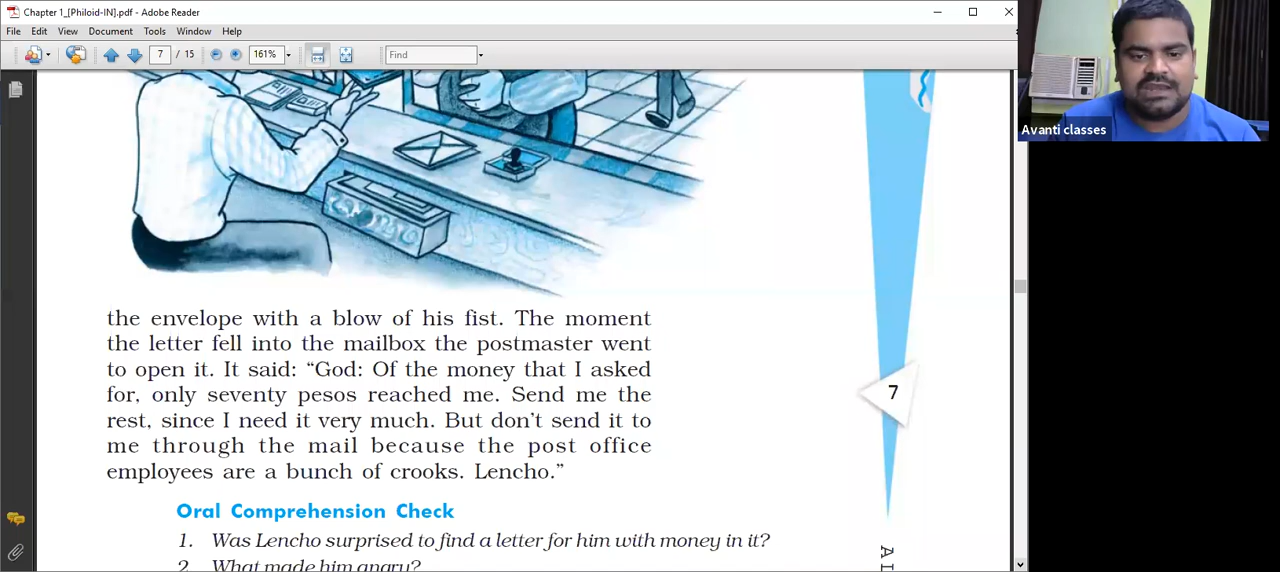 Chapter 1_[Philoid-IN].pdf - Adobe Reader
File Edit View Document Tools Window Help
7 / 15 161% Find
Avanti classes
the envelope with a blow of his fist. The moment
the letter fell into the mailbox the postmaster went
to open it. It said: “God: Of the money that I asked
for, only seventy pesos reached me. Send me the
rest, since I need it very much. But don’t send it to
me through the mail because the post office
employees are a bunch of crooks. Lencho.”
7
Oral Comprehension Check
1. Was Lencho surprised to find a letter for him with money in it?
2. What made him angry?